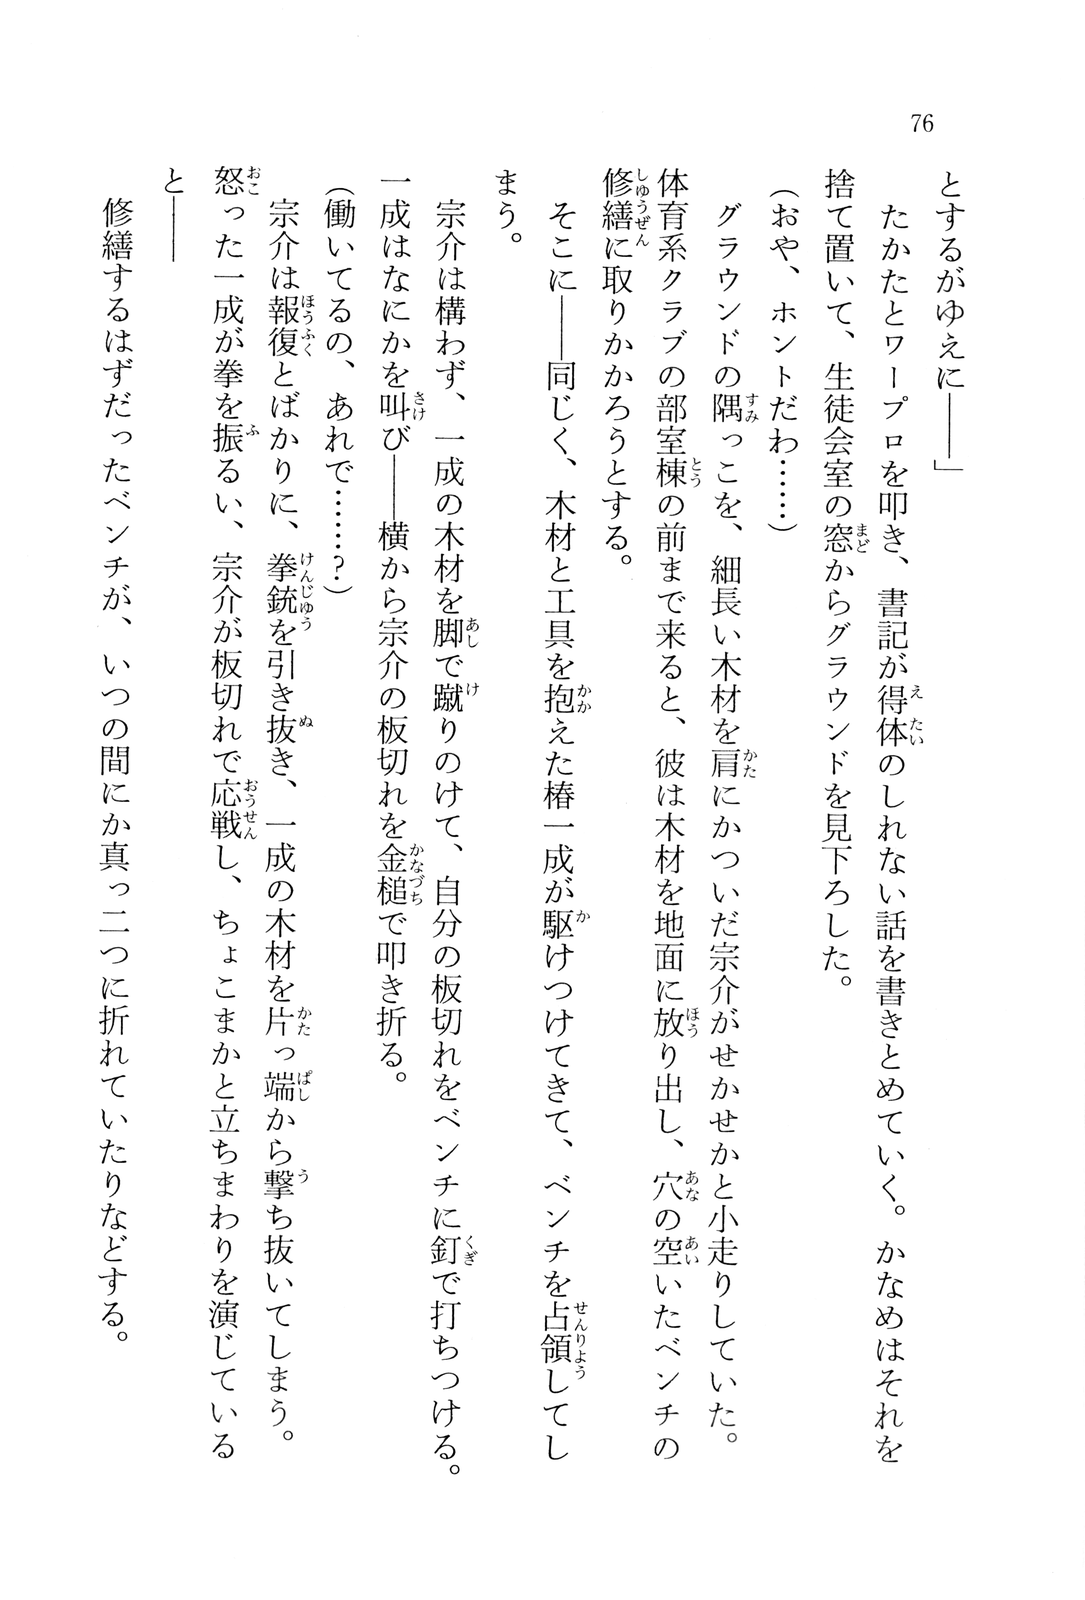 76
とするがゆえに――」
たかたとワープロを叩き、書記が得体のしれない話を書きとめていく。かなめはそれを
捨て置いて、生徒会室の窓からグラウンドを見下ろした。
(おや、ホントだわ……)
グラウンドの隅っこを、細長い木材を肩にかついだ宗介がせかせかと小走りしていた。
体育系クラブの部室棟の前まで来ると、彼は木材を地面に放り出し、穴の空いたベンチの
修繕に取りかかろうとする。
そこに――同じく、木材と工具を抱えた椿一成が駆けつけてきて、ベンチを占領してし
まう。
宗介は構わず、一成の木材を脚で蹴りのけて、自分の板切れをベンチに釘で打ちつける。
一成はなにかを叫び――横から宗介の板切れを金槌で叩き折る。
(働いてるの、あれで……?)
宗介は報復とばかりに、拳銃を引き抜き、一成の木材を片っ端から撃ち抜いてしまう。
怒った一成が拳を振るい、宗介が板切れで応戦し、ちょこまかと立ちまわりを演じている
と――
修繕するはずだったベンチが、いつの間にか真っ二つに折れていたりなどする。